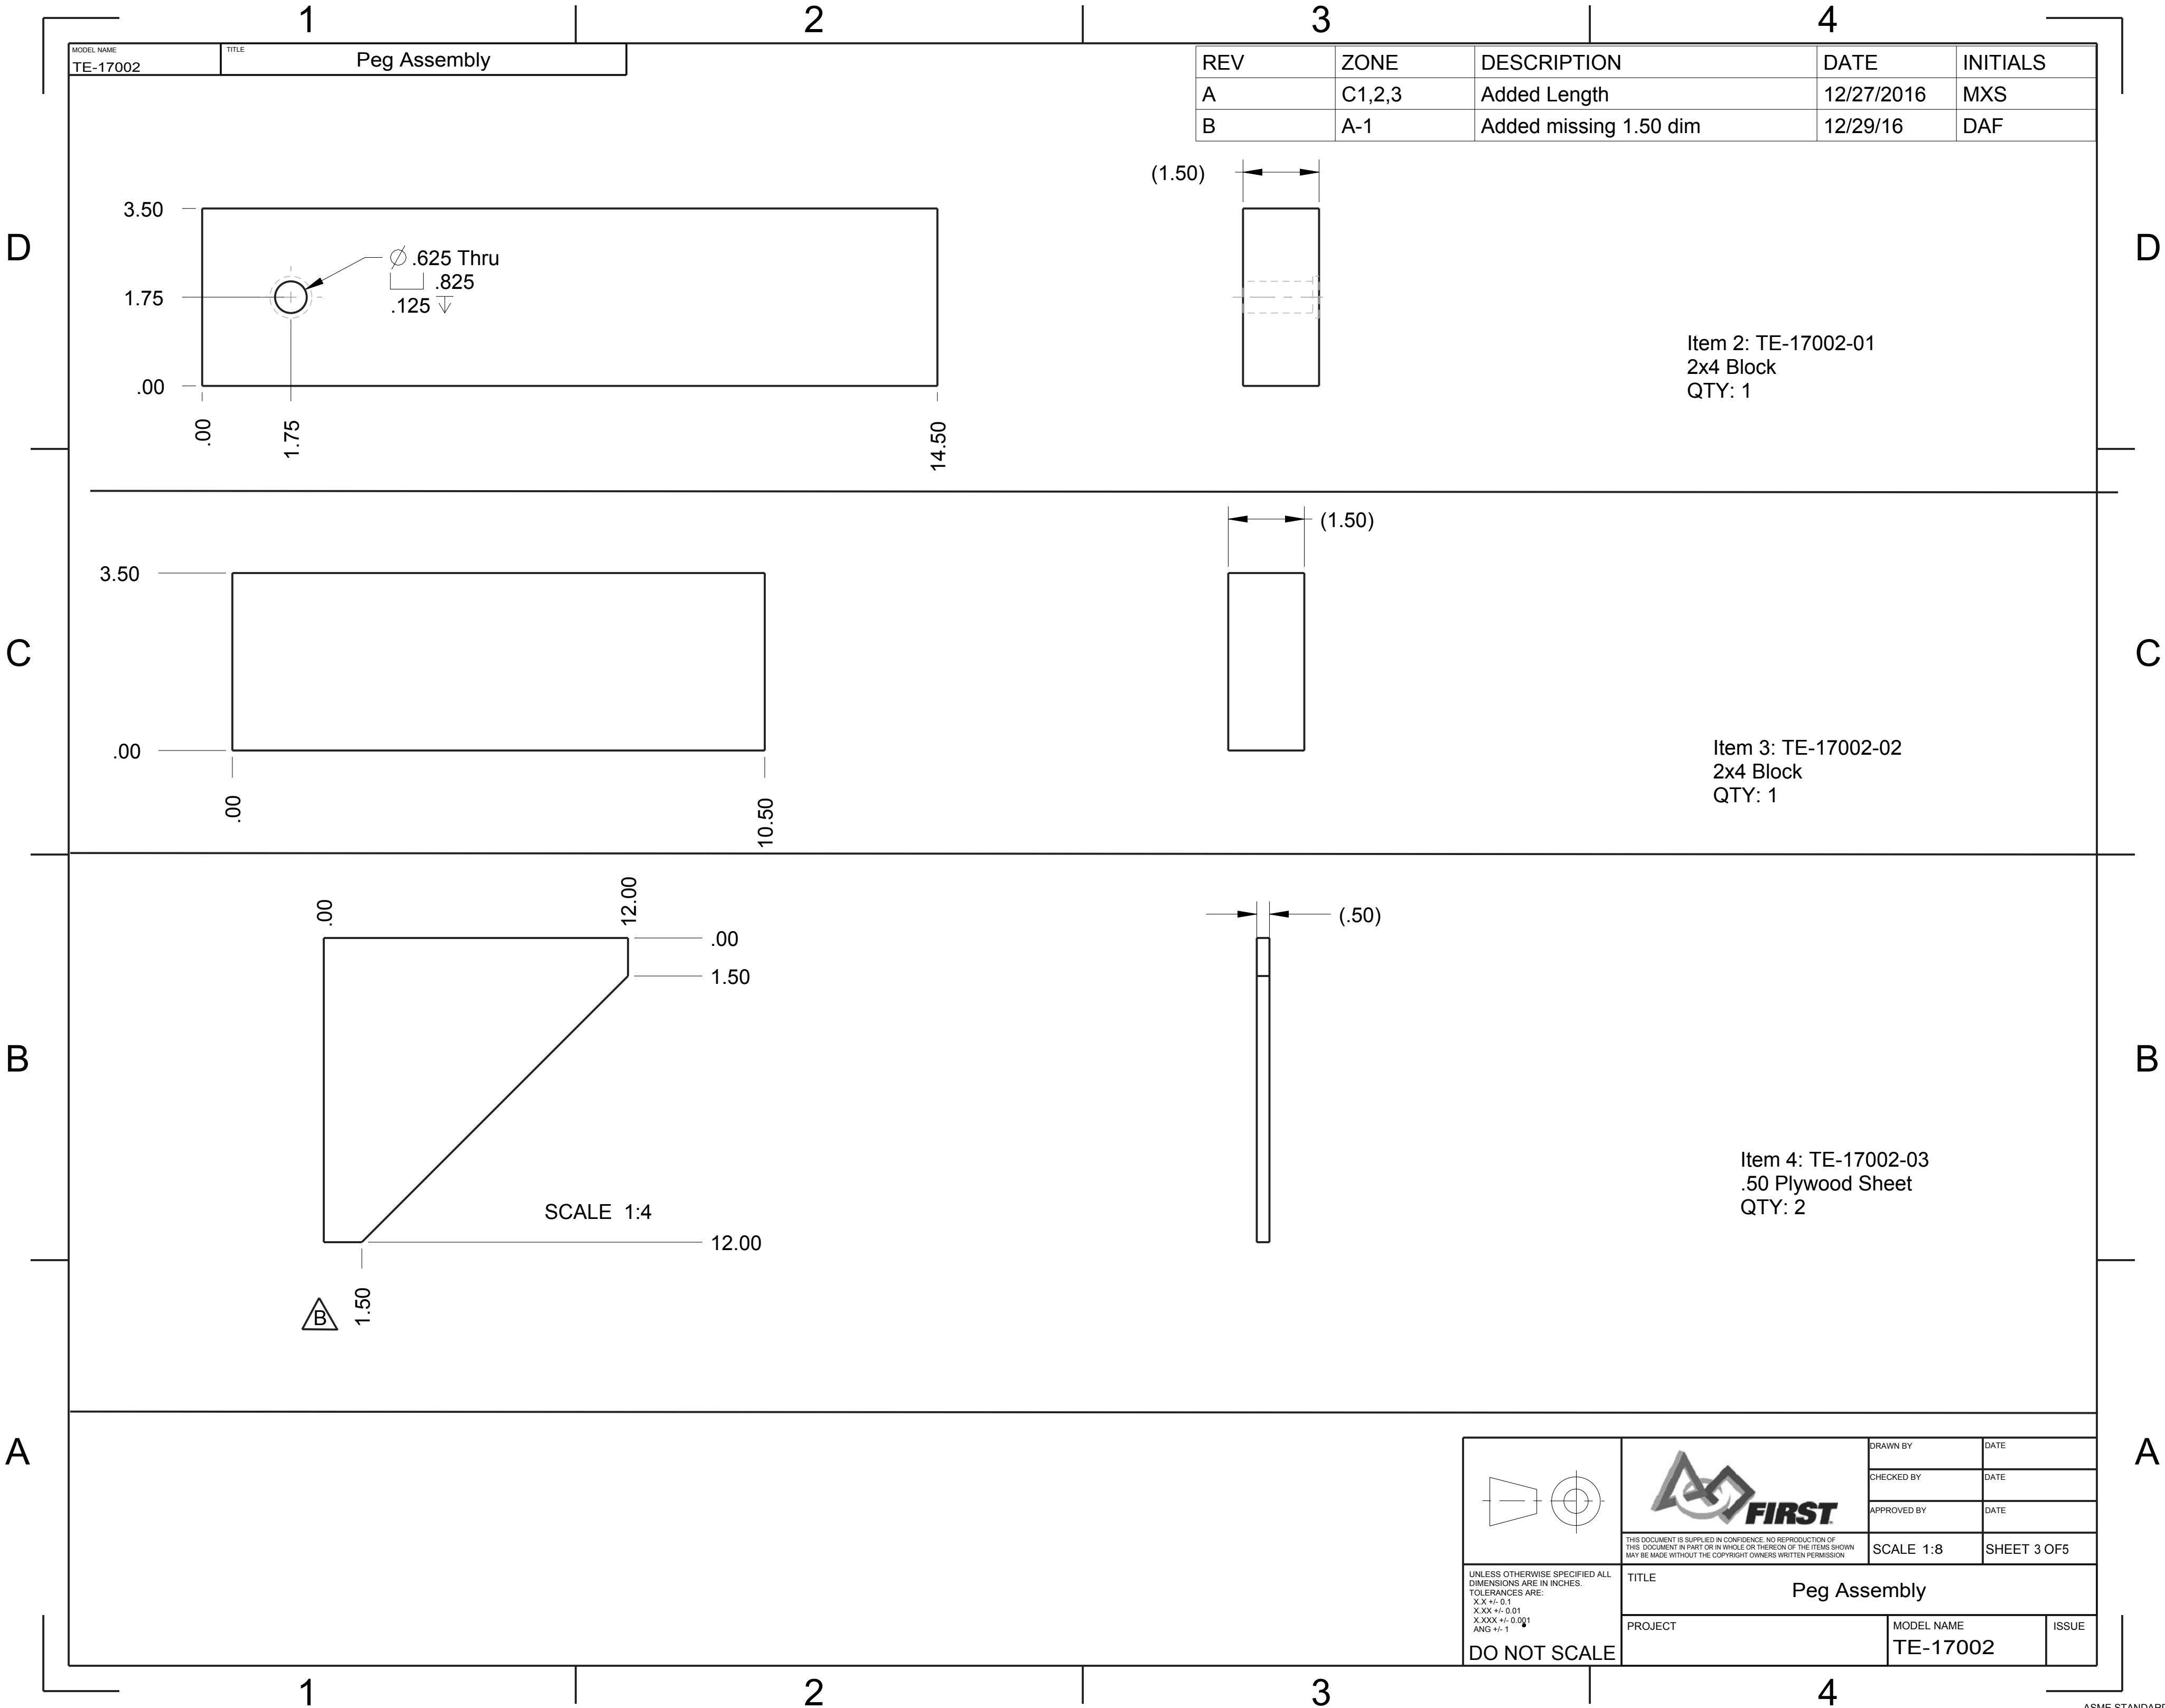 1
2
3
4
MODEL NAME
TE-17002
TITLE
Peg Assembly
REV ZONE DESCRIPTION DATE INITIALS
A C1,2,3 Added Length 12/27/2016 MXS
B A-1 Added missing 1.50 dim 12/29/16 DAF
D
D
3.50
1.75
.00
.00
1.75
14.50
⌀ .625 Thru
⌴ .825
.125 ↧
(1.50)
Item 2: TE-17002-01
2x4 Block
QTY: 1
C
C
3.50
.00
.00
10.50
(1.50)
Item 3: TE-17002-02
2x4 Block
QTY: 1
B
B
.00
12.00
.00
1.50
12.00
1.50
B
SCALE 1:4
(.50)
Item 4: TE-17002-03
.50 Plywood Sheet
QTY: 2
A
A
FIRST
THIS DOCUMENT IS SUPPLIED IN CONFIDENCE. NO REPRODUCTION OF
THIS DOCUMENT IN PART OR IN WHOLE OR THEREON OF THE ITEMS SHOWN
MAY BE MADE WITHOUT THE COPYRIGHT OWNERS WRITTEN PERMISSION
DRAWN BY DATE
CHECKED BY DATE
APPROVED BY DATE
SCALE 1:8 SHEET 3 OF5
UNLESS OTHERWISE SPECIFIED ALL
DIMENSIONS ARE IN INCHES.
TOLERANCES ARE:
X.X +/- 0.1
X.XX +/- 0.01
X.XXX +/- 0.001
ANG +/- 1
DO NOT SCALE
TITLE
Peg Assembly
PROJECT
MODEL NAME
TE-17002
ISSUE
1
2
3
4
ASME STANDARD